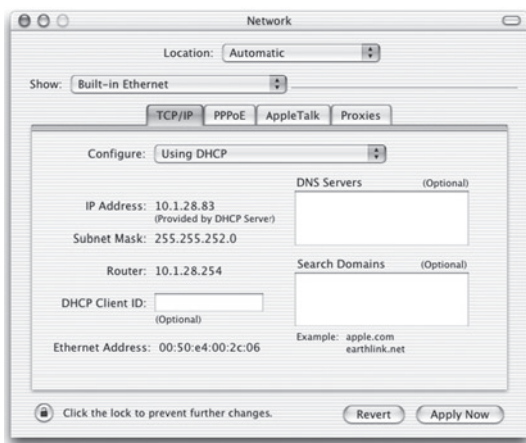 Network
Location: Automatic
Show: Built-in Ethernet
TCP/IP PPPoE AppleTalk Proxies
Configure: Using DHCP
DNS Servers (Optional)
IP Address: 10.1.28.83
(Provided by DHCP Server)
Subnet Mask: 255.255.252.0
Router: 10.1.28.254
Search Domains (Optional)
DHCP Client ID:
(Optional)
Example: apple.com
earthlink.net
Ethernet Address: 00:50:e4:00:2c:06
Click the lock to prevent further changes.
Revert
Apply Now